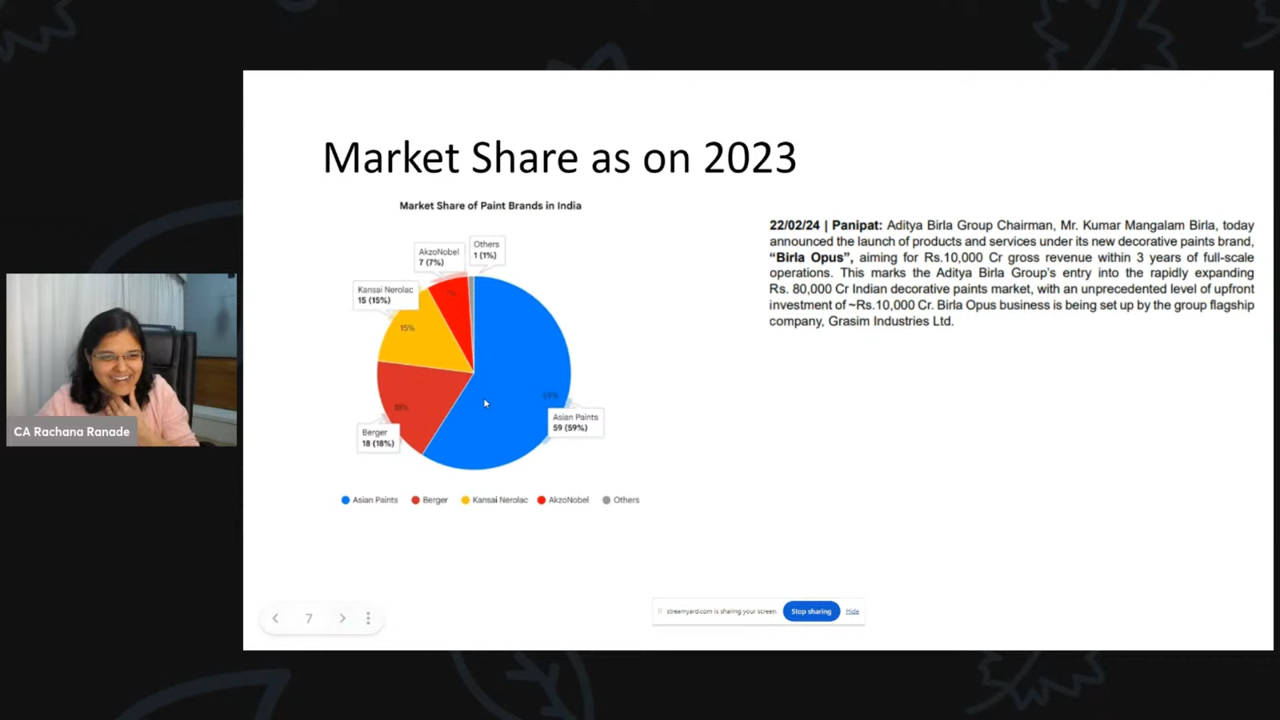 Market Share as on 2023
Market Share of Paint Brands in India
Others
1 (1%)
AkzoNobel
7 (7%)
7%
Kansai Nerolac
15 (15%)
15%
59%
18%
Asian Paints
59 (59%)
Berger
18 (18%)
Asian Paints
Berger
Kansai Nerolac
AkzoNobel
Others
22/02/24 | Panipat: Aditya Birla Group Chairman, Mr. Kumar Mangalam Birla, today
announced the launch of products and services under its new decorative paints brand,
“Birla Opus”, aiming for Rs.10,000 Cr gross revenue within 3 years of full-scale
operations. This marks the Aditya Birla Group’s entry into the rapidly expanding
Rs. 80,000 Cr Indian decorative paints market, with an unprecedented level of upfront
investment of ~Rs.10,000 Cr. Birla Opus business is being set up by the group flagship
company, Grasim Industries Ltd.
CA Rachana Ranade
7
streamyard.com is sharing your screen.
Stop sharing
Hide